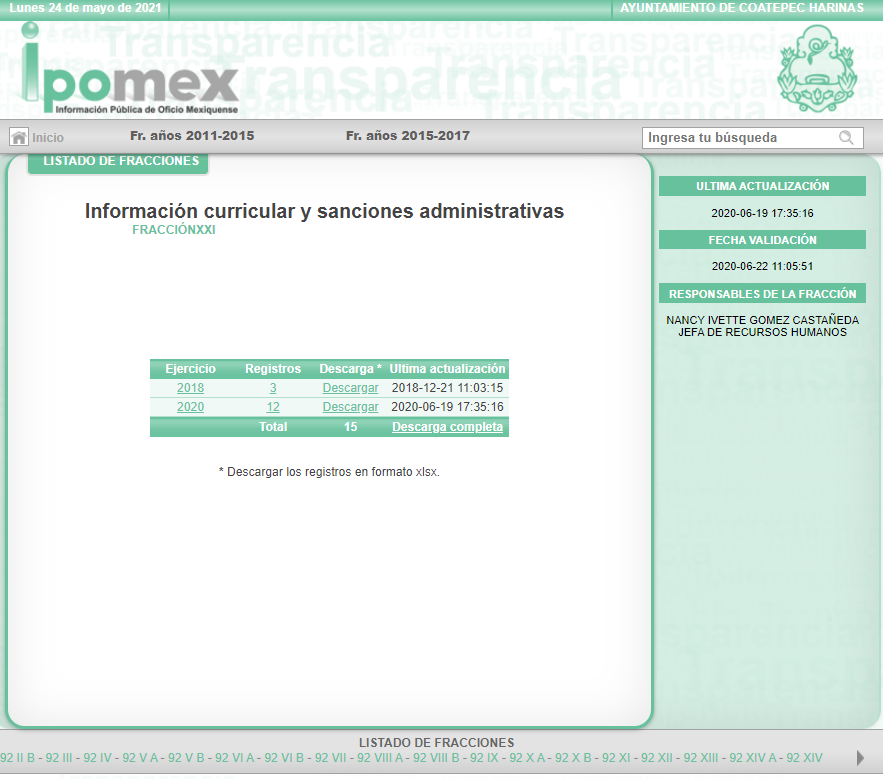 Lunes 24 de mayo de 2021
AYUNTAMIENTO DE COATEPEC HARINAS
ipomex
Información Pública de Oficio Mexiquense
Transparencia
Inicio
Fr. años 2011-2015
Fr. años 2015-2017
Ingresa tu búsqueda
LISTADO DE FRACCIONES
Información curricular y sanciones administrativas
FRACCIÓNXXI
Ejercicio Registros Descarga * Ultima actualización
2018 3 Descargar 2018-12-21 11:03:15
2020 12 Descargar 2020-06-19 17:35:16
Total 15 Descarga completa
* Descargar los registros en formato xlsx.
ULTIMA ACTUALIZACIÓN
2020-06-19 17:35:16
FECHA VALIDACIÓN
2020-06-22 11:05:51
RESPONSABLES DE LA FRACCIÓN
NANCY IVETTE GOMEZ CASTAÑEDA
JEFA DE RECURSOS HUMANOS
LISTADO DE FRACCIONES
92 II B - 92 III - 92 IV - 92 V A - 92 V B - 92 VI A - 92 VI B - 92 VII - 92 VIII A - 92 VIII B - 92 IX - 92 X A - 92 X B - 92 XI - 92 XII - 92 XIII - 92 XIV A - 92 XIV